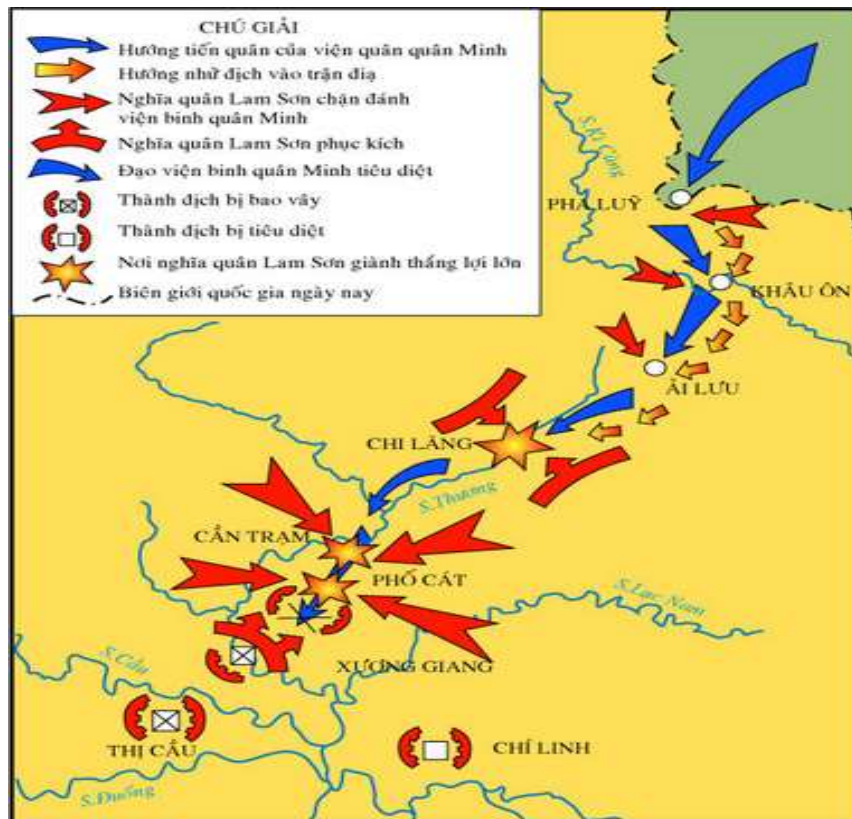 CHÚ GIẢI
Hướng tiến quân của viện quân quân Minh
Hướng nhử địch vào trận địa
Nghĩa quân Lam Sơn chặn đánh
viện binh quân Minh
Nghĩa quân Lam Sơn phục kích
Đạo viện binh quân Minh tiêu diệt
Thành địch bị bao vây
Thành địch bị tiêu diệt
Nơi nghĩa quân Lam Sơn giành thắng lợi lớn
Biên giới quốc gia ngày nay
S.Kì Cùng
PHA LUỸ
KHÂU ÔN
ẢI LƯU
CHI LĂNG
S.Thương
CẦN TRẠM
PHỐ CÁT
S.Lục Nam
XƯƠNG GIANG
S.Cầu
THỊ CẦU
CHÍ LINH
S.Đuống